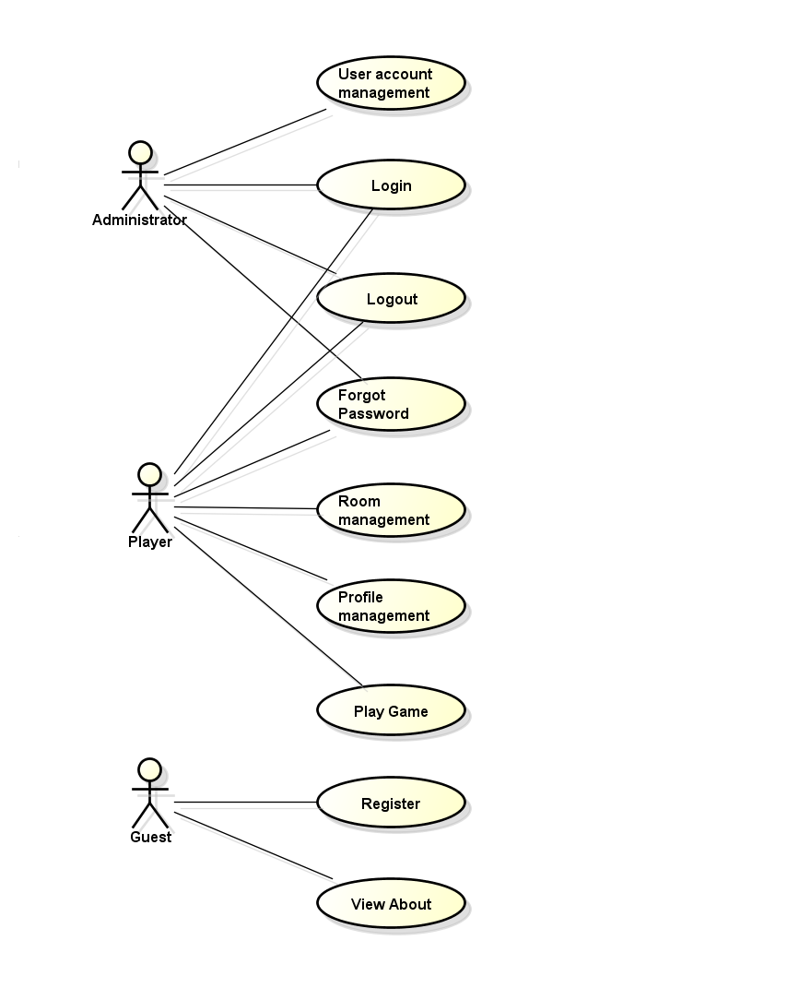 User account
management
Login
Administrator
Logout
Forgot
Password
Room
management
Player
Profile
management
Play Game
Register
Guest
View About